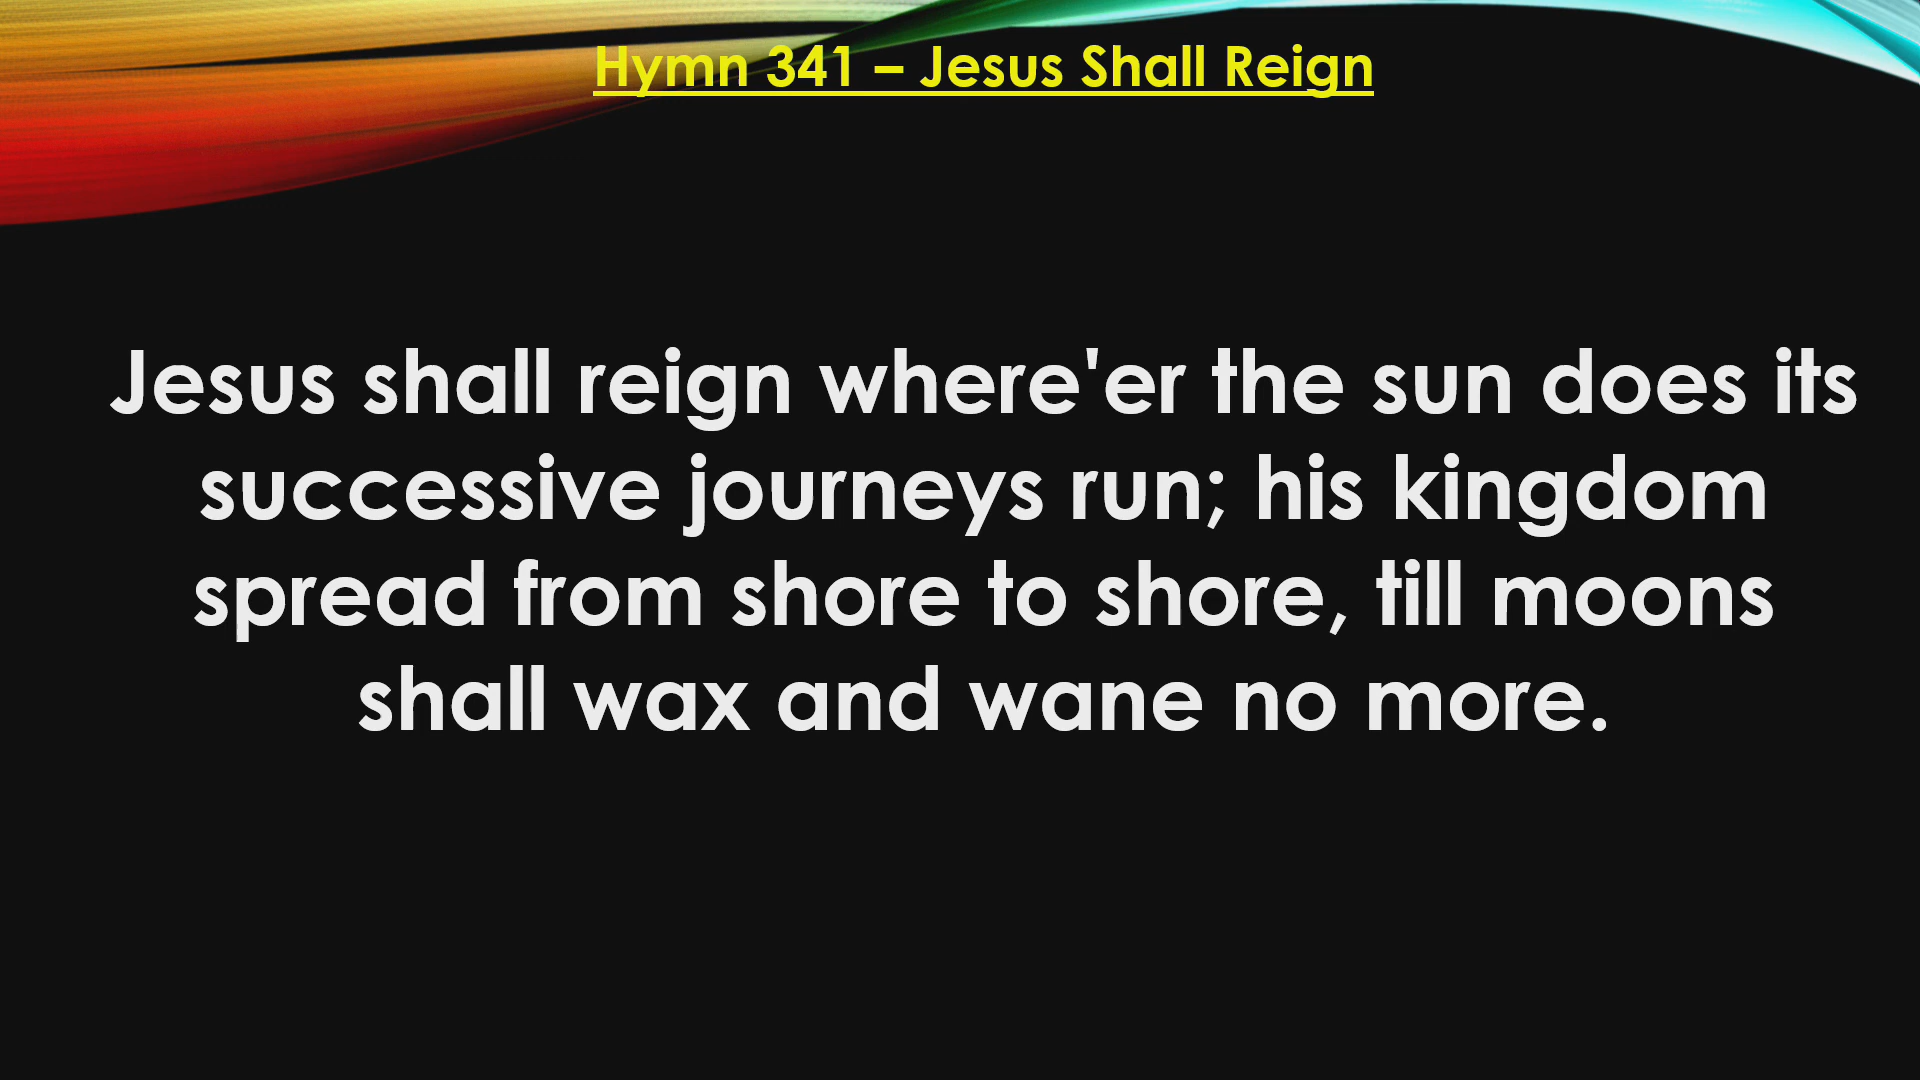 Hymn 341 – Jesus Shall Reign
Jesus shall reign where'er the sun does its
successive journeys run; his kingdom
spread from shore to shore, till moons
shall wax and wane no more.